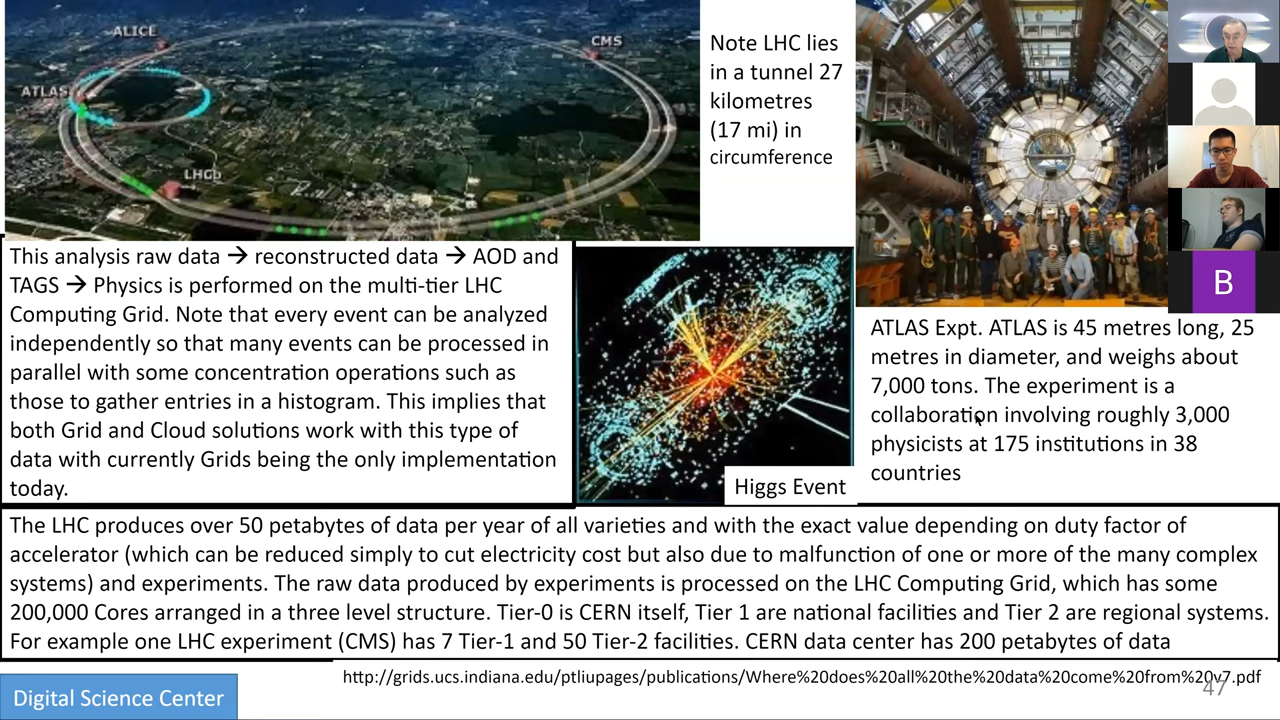 ALICE
CMS
ATLAS
LHCb
Note LHC lies
in a tunnel 27
kilometres
(17 mi) in
circumference
B
This analysis raw data → reconstructed data → AOD and
TAGS → Physics is performed on the multi-tier LHC
Computing Grid. Note that every event can be analyzed
independently so that many events can be processed in
parallel with some concentration operations such as
those to gather entries in a histogram. This implies that
both Grid and Cloud solutions work with this type of
data with currently Grids being the only implementation
today.
Higgs Event
ATLAS Expt. ATLAS is 45 metres long, 25
metres in diameter, and weighs about
7,000 tons. The experiment is a
collaboration involving roughly 3,000
physicists at 175 institutions in 38
countries
The LHC produces over 50 petabytes of data per year of all varieties and with the exact value depending on duty factor of
accelerator (which can be reduced simply to cut electricity cost but also due to malfunction of one or more of the many complex
systems) and experiments. The raw data produced by experiments is processed on the LHC Computing Grid, which has some
200,000 Cores arranged in a three level structure. Tier-0 is CERN itself, Tier 1 are national facilities and Tier 2 are regional systems.
For example one LHC experiment (CMS) has 7 Tier-1 and 50 Tier-2 facilities. CERN data center has 200 petabytes of data
http://grids.ucs.indiana.edu/ptliupages/publications/Where%20does%20all%20the%20data%20come%20from%20v7.pdf
47
Digital Science Center